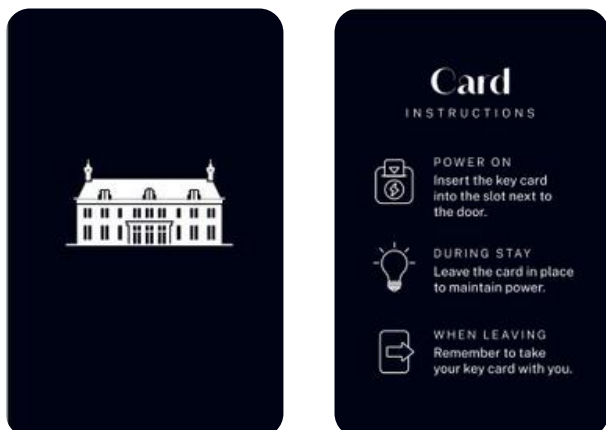 Card
INSTRUCTIONS
POWER ON
Insert the key card
into the slot next to
the door.
DURING STAY
Leave the card in place
to maintain power.
WHEN LEAVING
Remember to take
your key card with you.